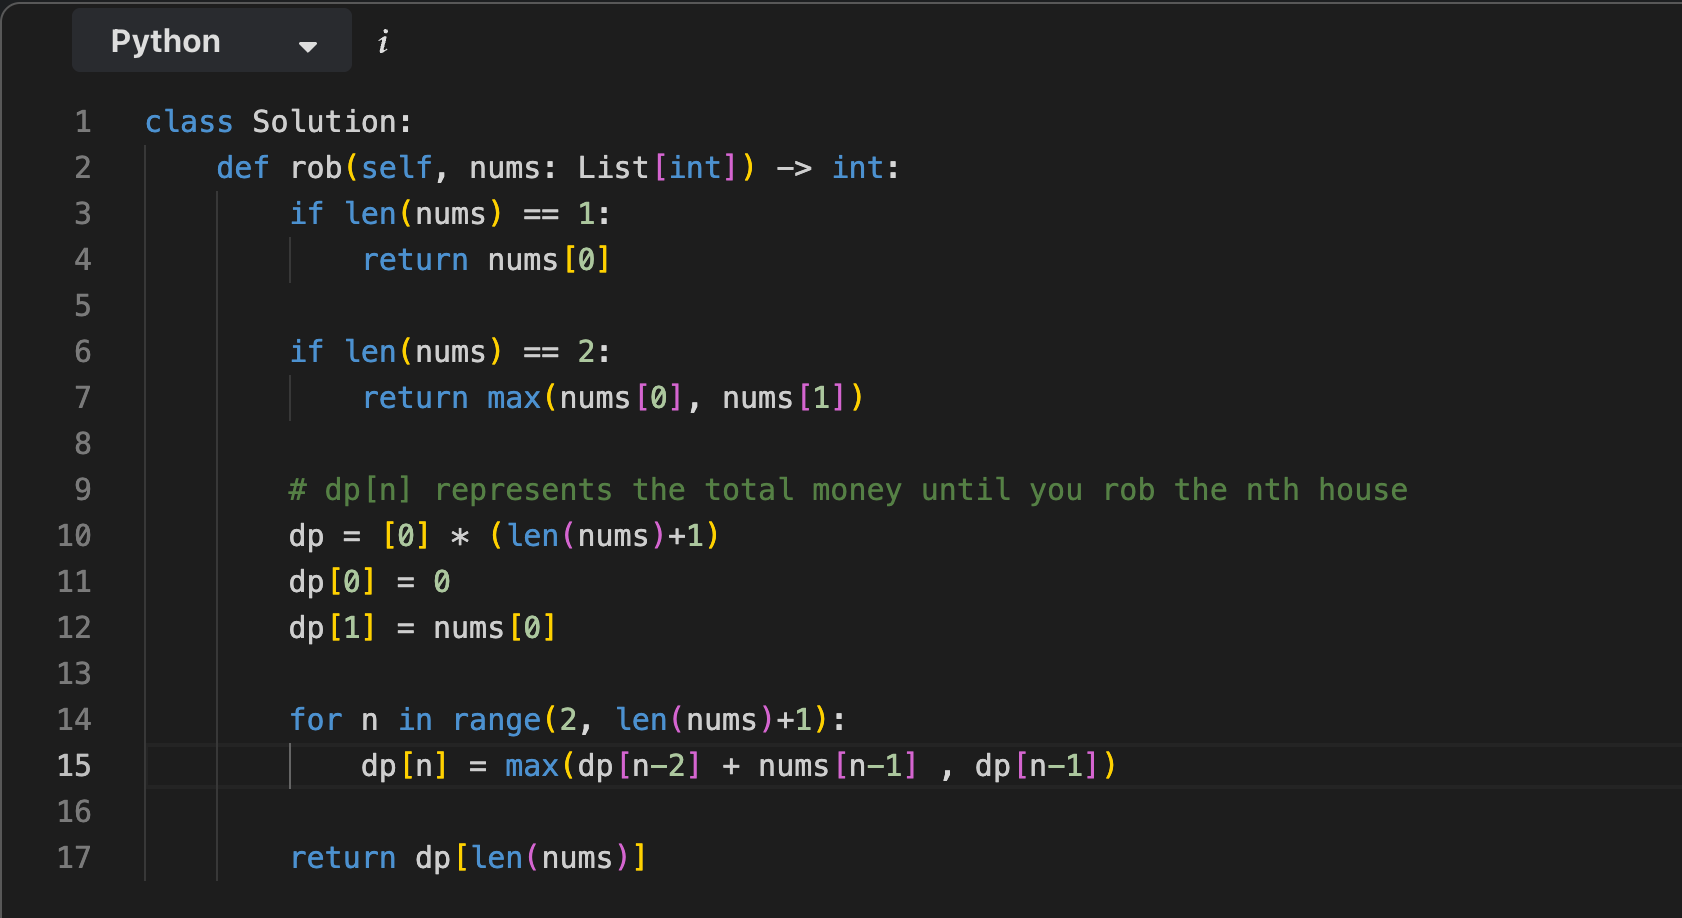 Python i
1 class Solution:
2 def rob(self, nums: List[int]) -> int:
3 if len(nums) == 1:
4 return nums[0]
5
6 if len(nums) == 2:
7 return max(nums[0], nums[1])
8
9 # dp[n] represents the total money until you rob the nth house
10 dp = [0] * (len(nums)+1)
11 dp[0] = 0
12 dp[1] = nums[0]
13
14 for n in range(2, len(nums)+1):
15 dp[n] = max(dp[n-2] + nums[n-1] , dp[n-1])
16
17 return dp[len(nums)]